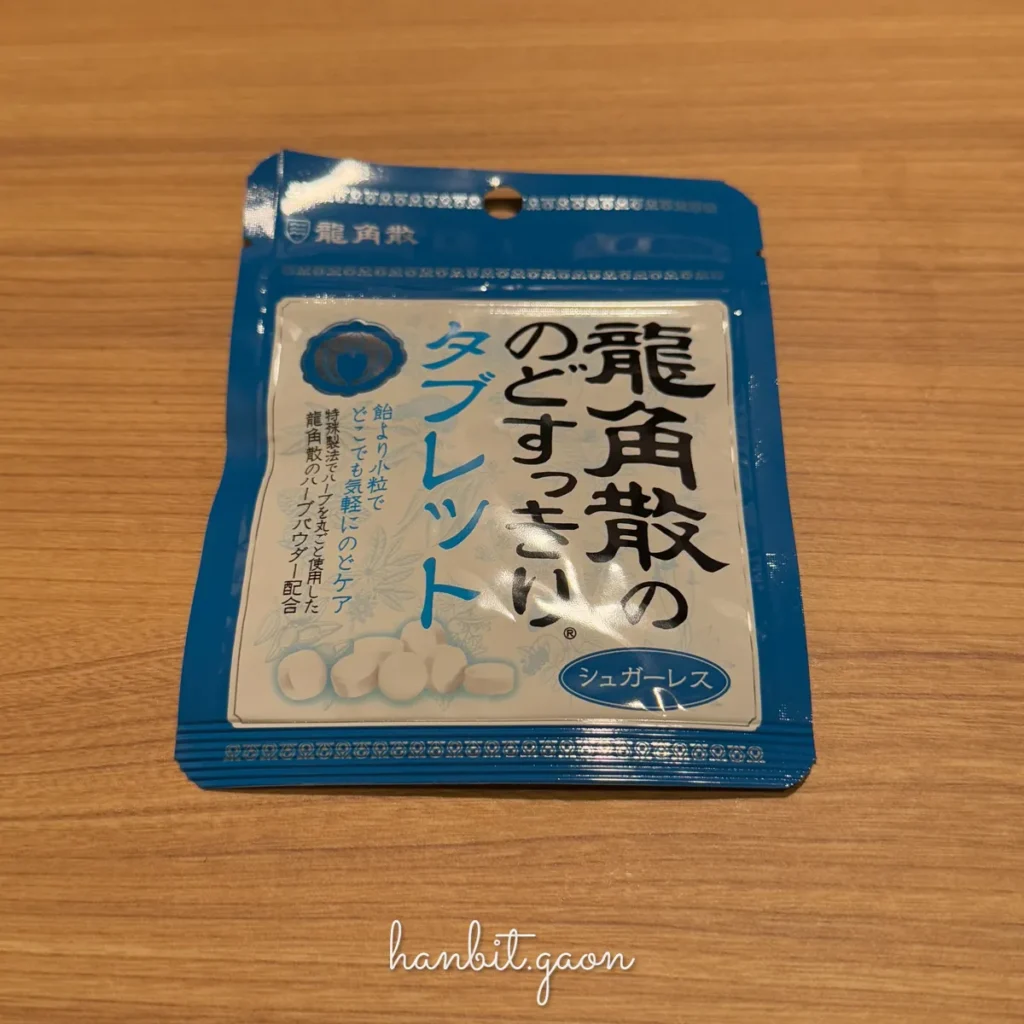 龍角散
龍角散の
のどすっきり®
タブレット
飴より小粒で
どこでも気軽にのどケア
特殊製法でハーブを丸ごと使用した
龍角散のハーブパウダー配合
シュガーレス
hanbit.gaon